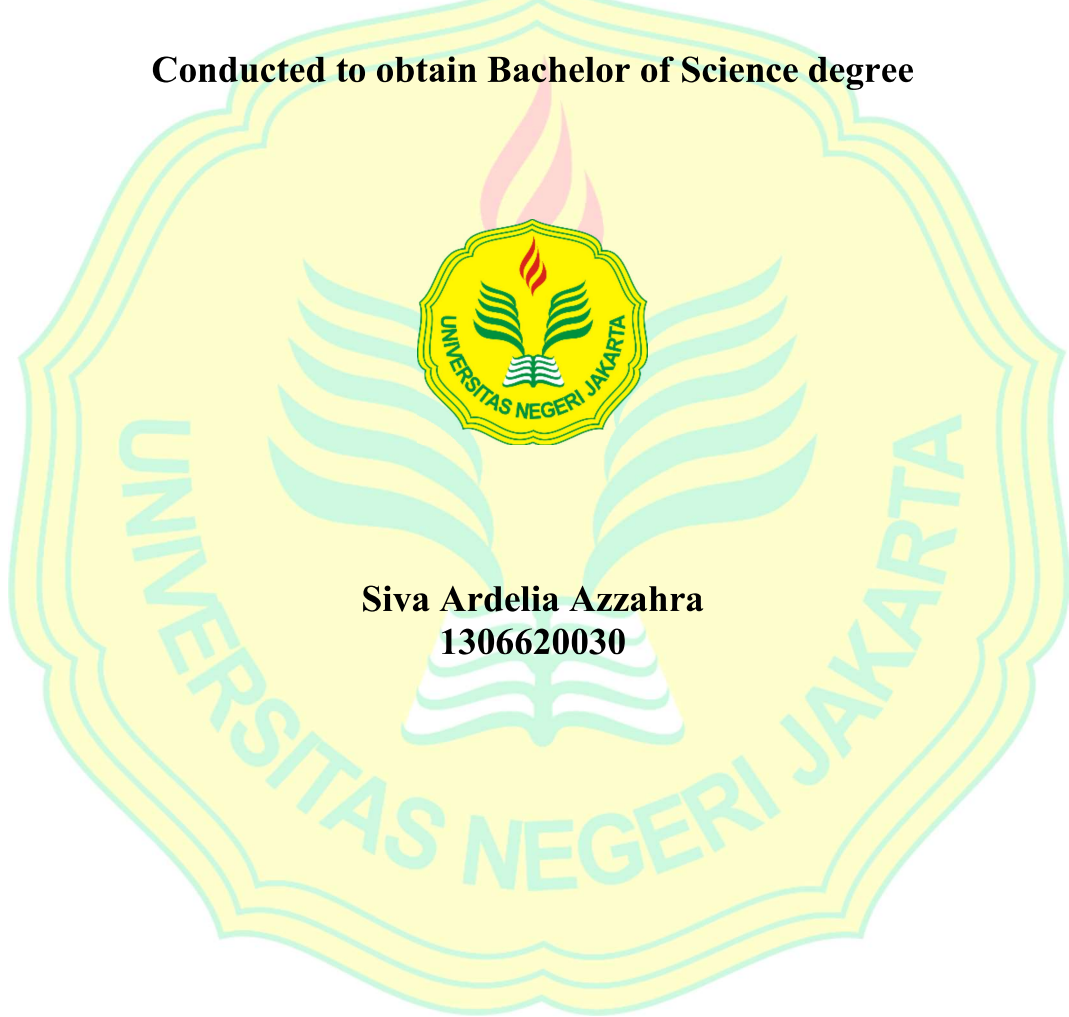 Conducted to obtain Bachelor of Science degree
UNIVERSITAS NEGERI JAKARTA
Siva Ardelia Azzahra
1306620030
UNIVERSITAS NEGERI JAKARTA